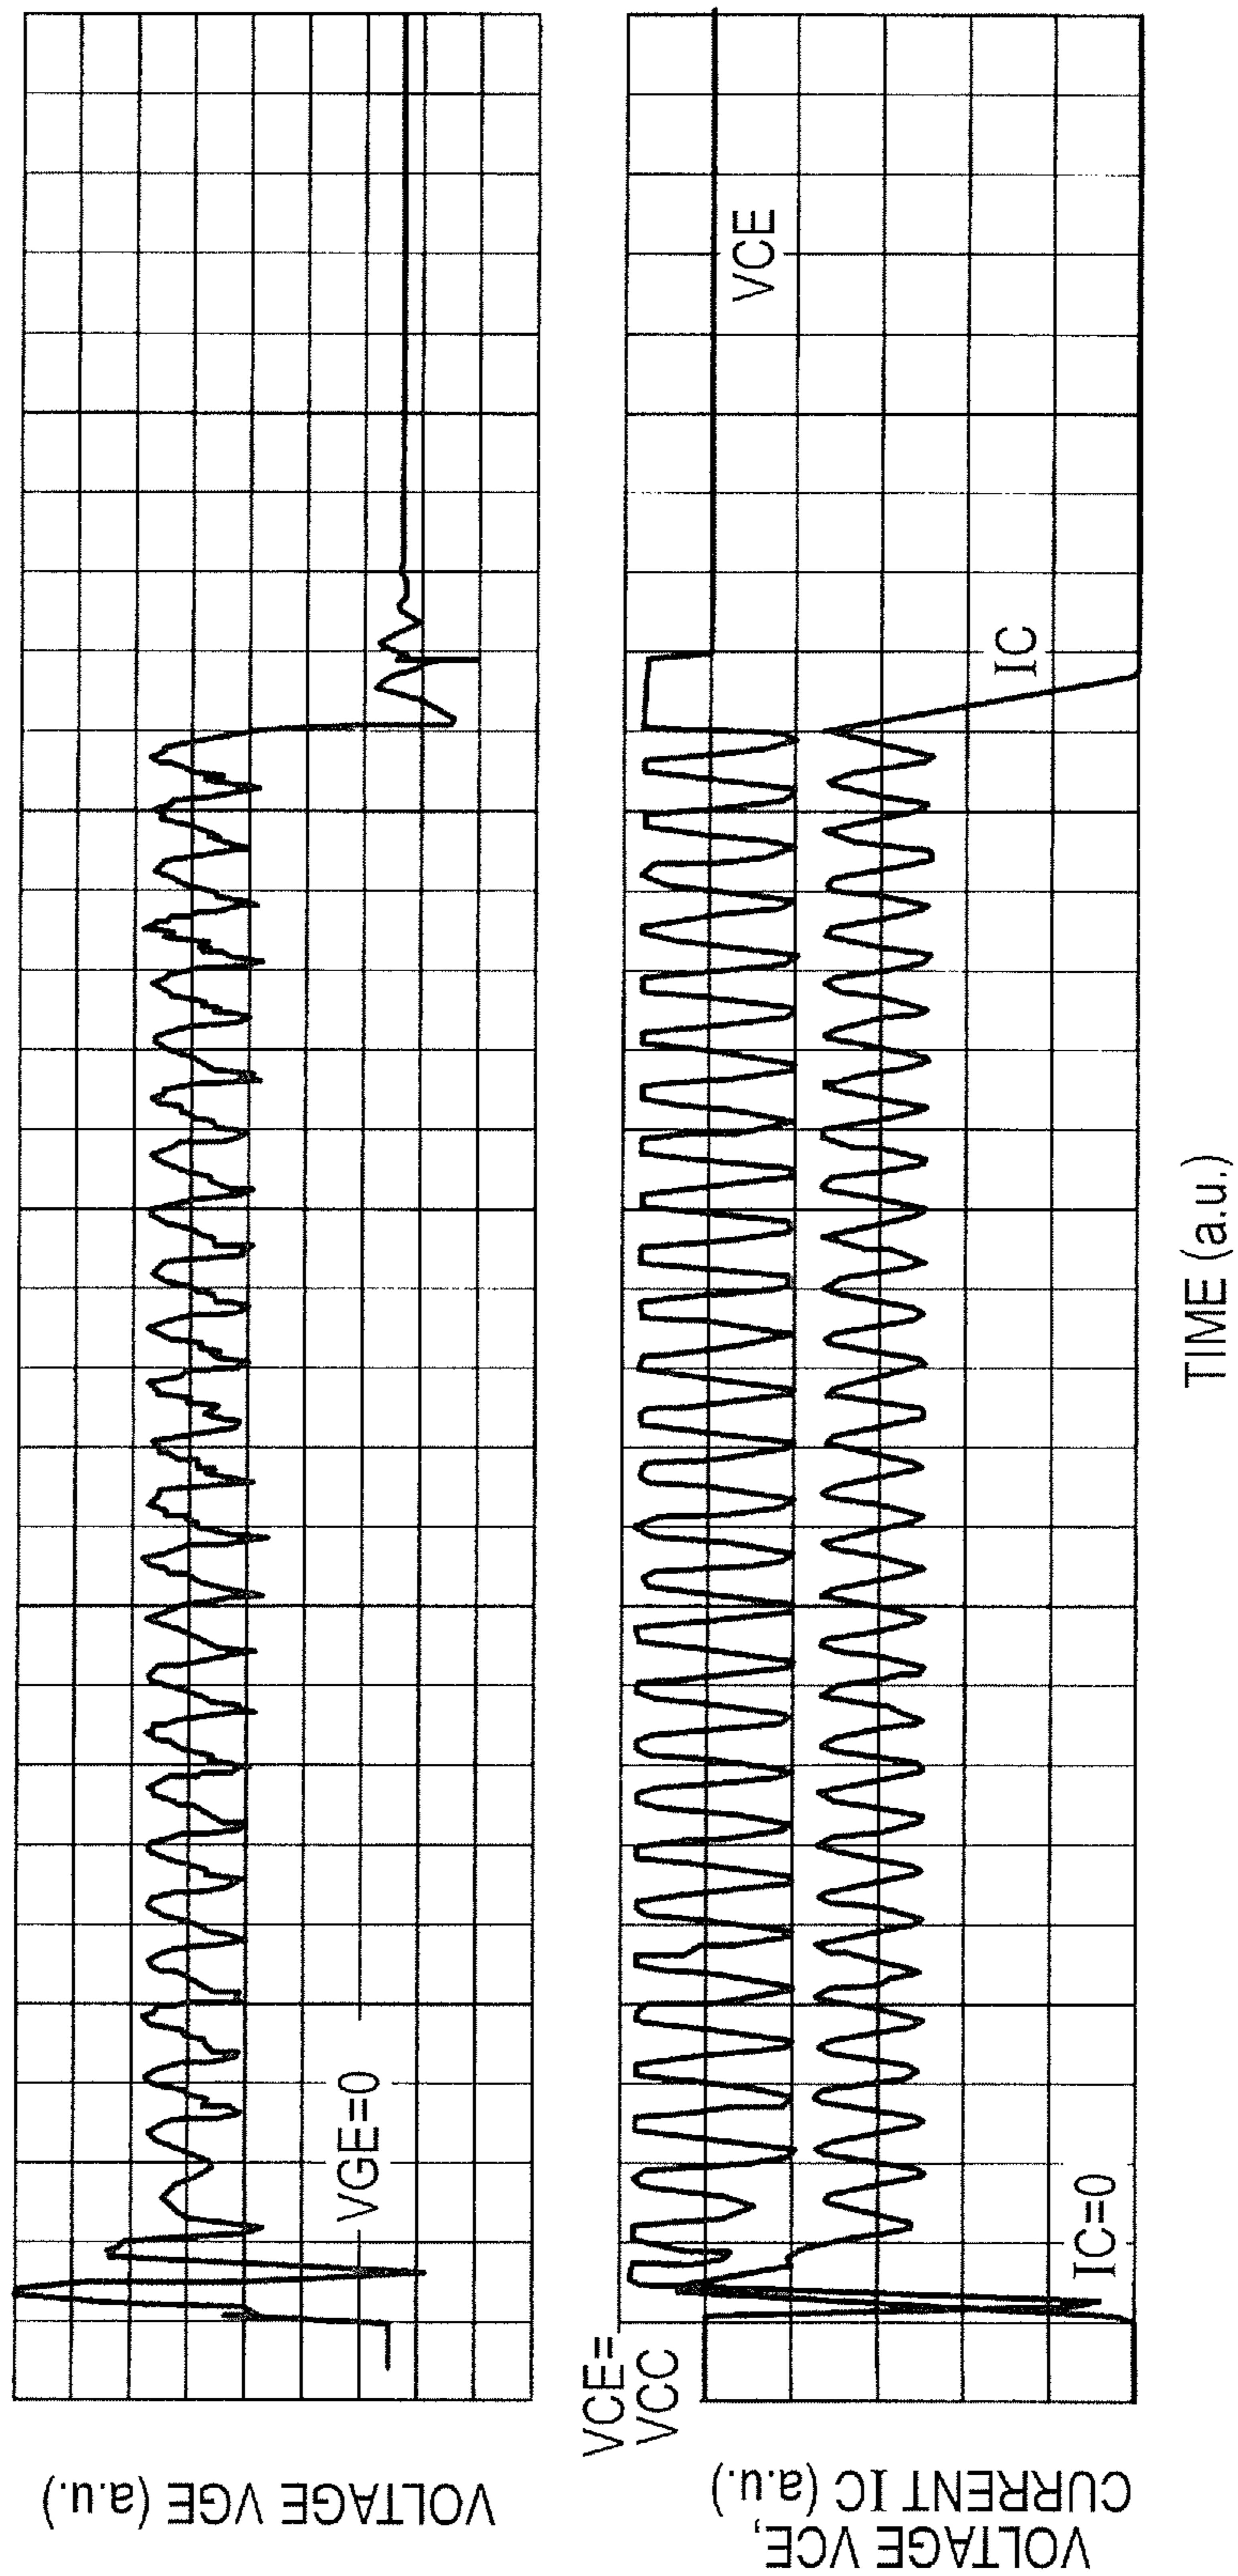 VOLTAGE VGE (a.u.)
VGE=0
VCE=
VCC
VOLTAGE VCE,
CURRENT IC (a.u.)
IC=0
IC
VCE
TIME (a.u.)